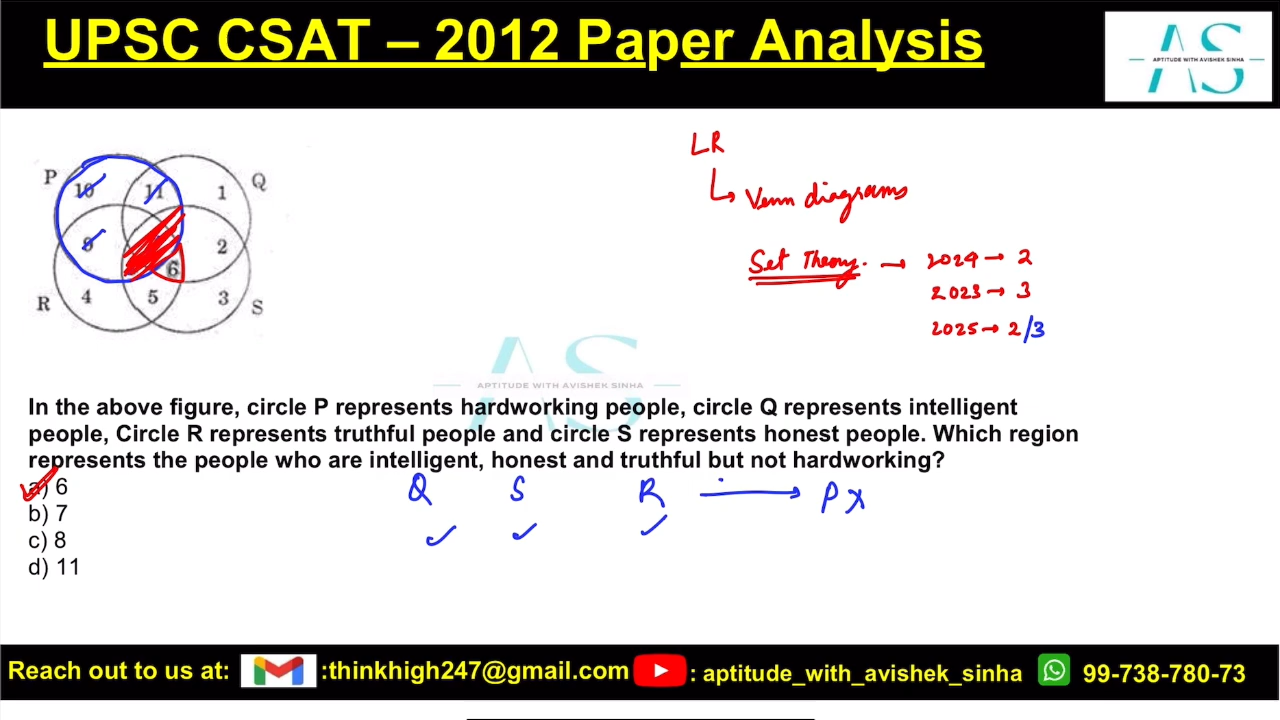 UPSC CSAT – 2012 Paper Analysis
AS
APTITUDE WITH AVISHEK SINHA
LR
Venn diagrams
Set Theory. → 2024 → 2
2023 → 3
2025 → 2/3
P 10 11 1 Q
9 2
6
R 4 5 3 S
AS
APTITUDE WITH AVISHEK SINHA
In the above figure, circle P represents hardworking people, circle Q represents intelligent
people, Circle R represents truthful people and circle S represents honest people. Which region
represents the people who are intelligent, honest and truthful but not hardworking?
a) 6
b) 7
c) 8
d) 11
Q S R → P x
Reach out to us at: :thinkhigh247@gmail.com : aptitude_with_avishek_sinha 99-738-780-73